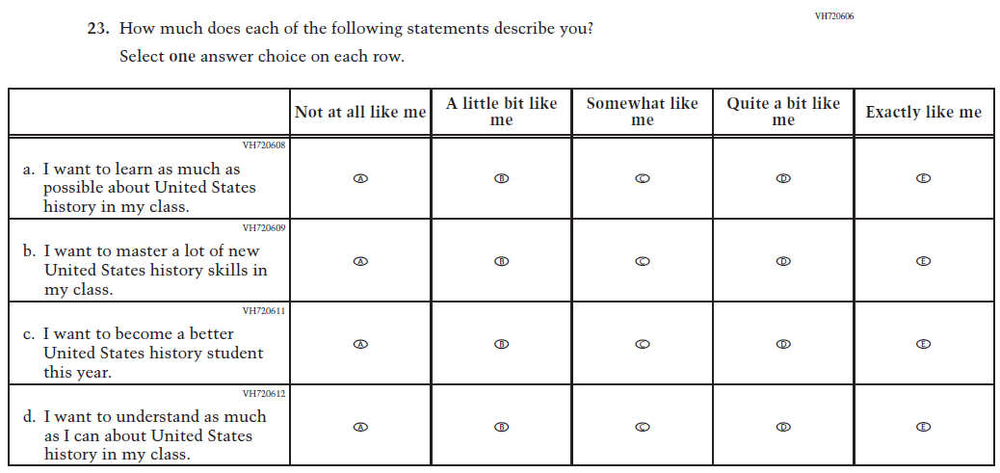 VH720606
23. How much does each of the following statements describe you?
Select one answer choice on each row.
Not at all like me
A little bit like
me
Somewhat like
me
Quite a bit like
me
Exactly like me
VH720608
a. I want to learn as much as
possible about United States
history in my class.
A B C D E
VH720609
b. I want to master a lot of new
United States history skills in
my class.
A B C D E
VH720611
c. I want to become a better
United States history student
this year.
A B C D E
VH720612
d. I want to understand as much
as I can about United States
history in my class.
A B C D E